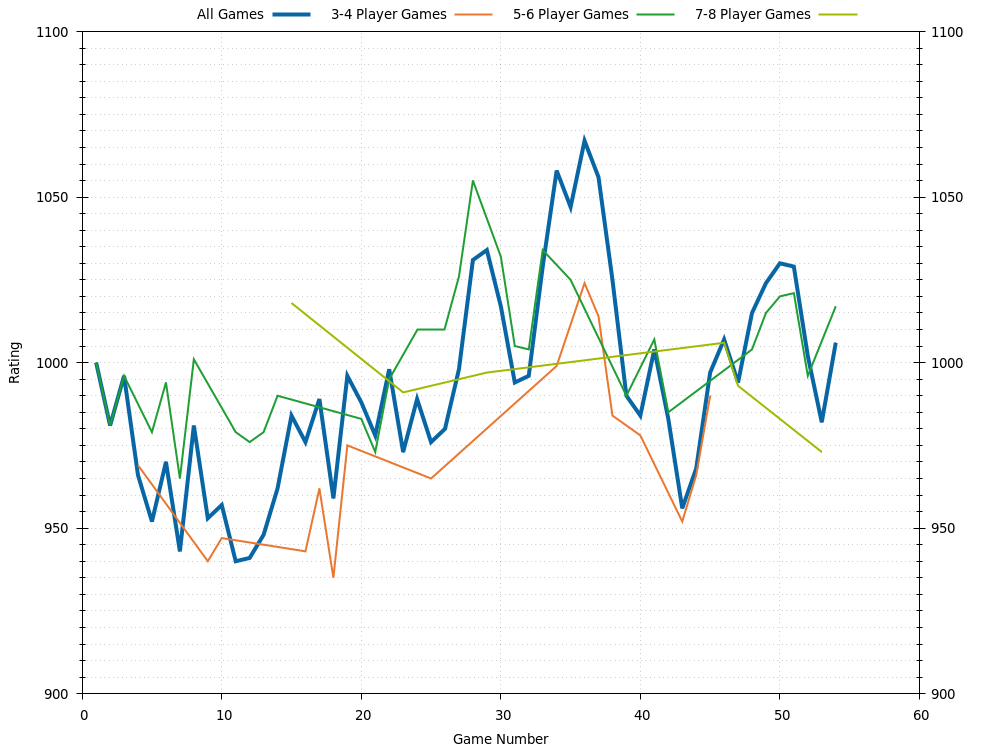 All Games 3-4 Player Games 5-6 Player Games 7-8 Player Games
1100 1100
1050 1050
1000 1000
950 950
900 900
Rating
0 10 20 30 40 50 60
Game Number